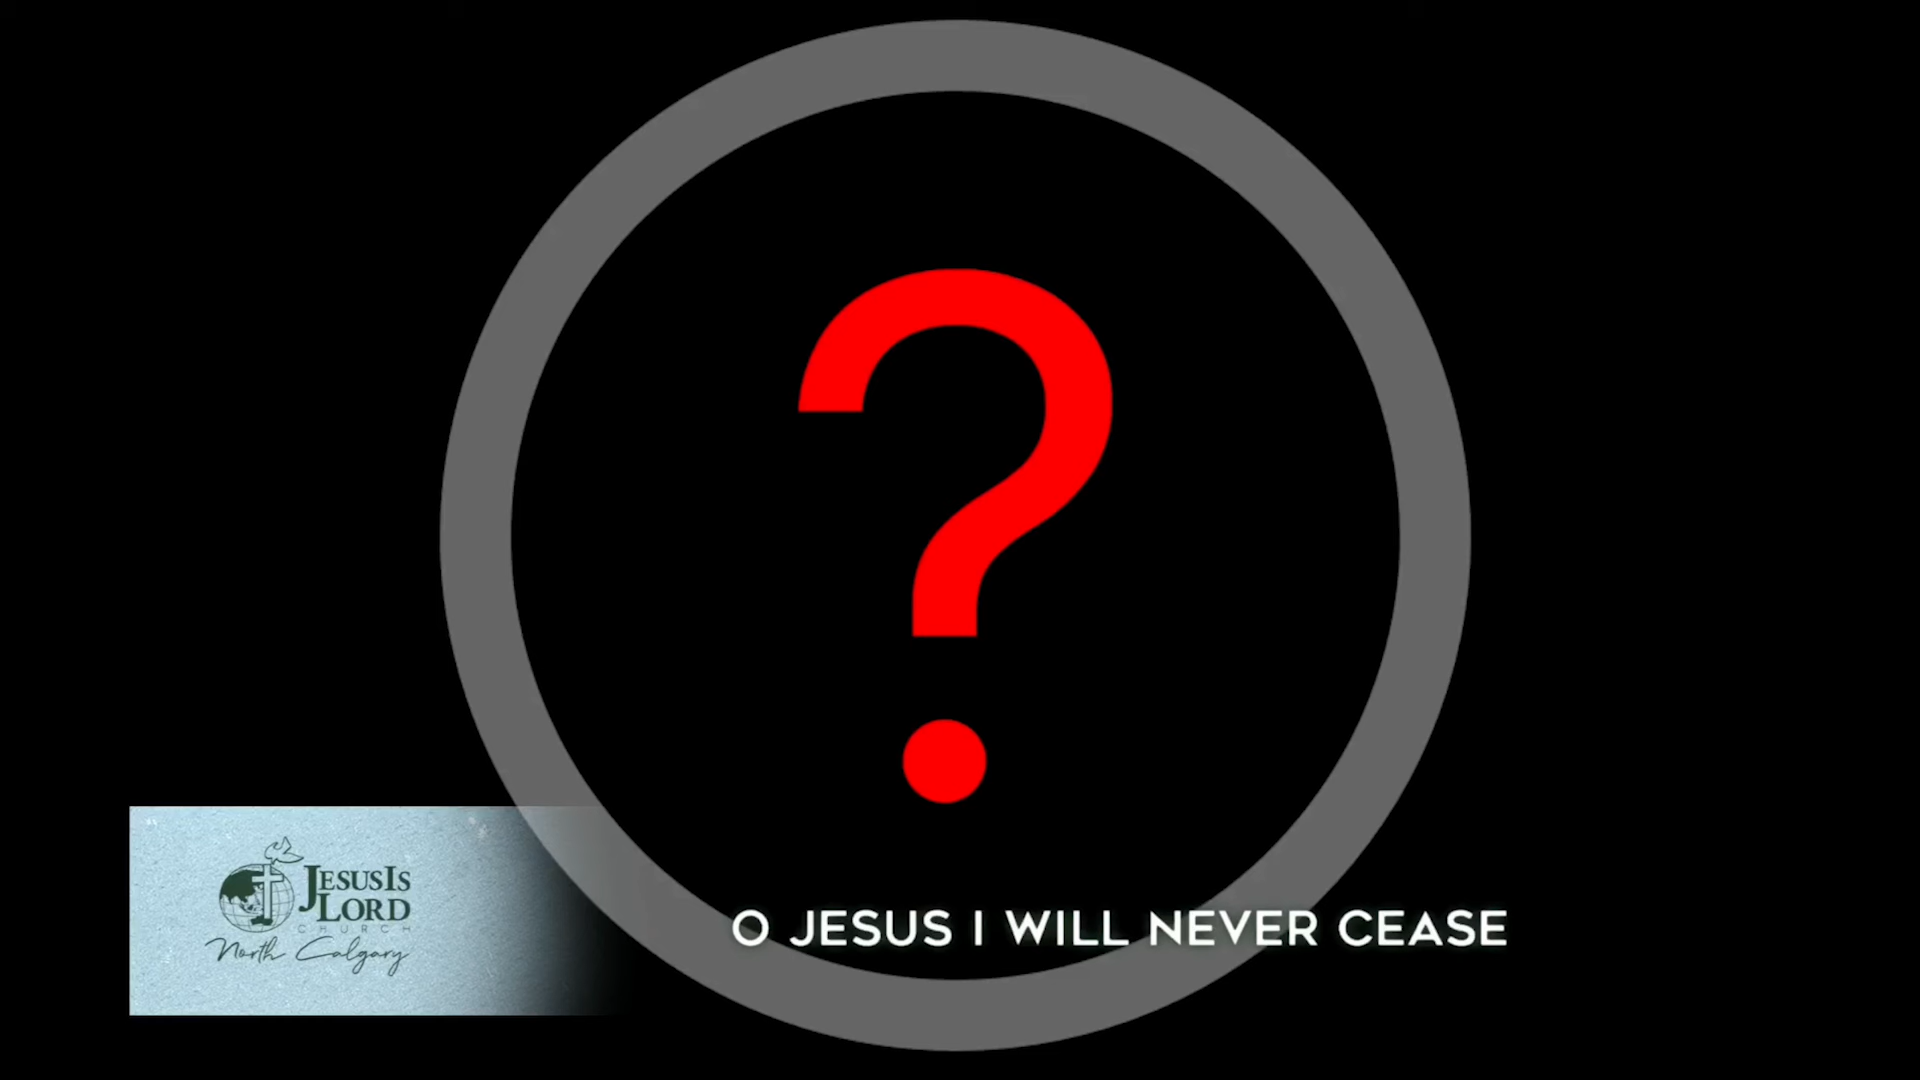 ?
JESUS IS
LORD
CHURCH
North Calgary
O JESUS I WILL NEVER CEASE